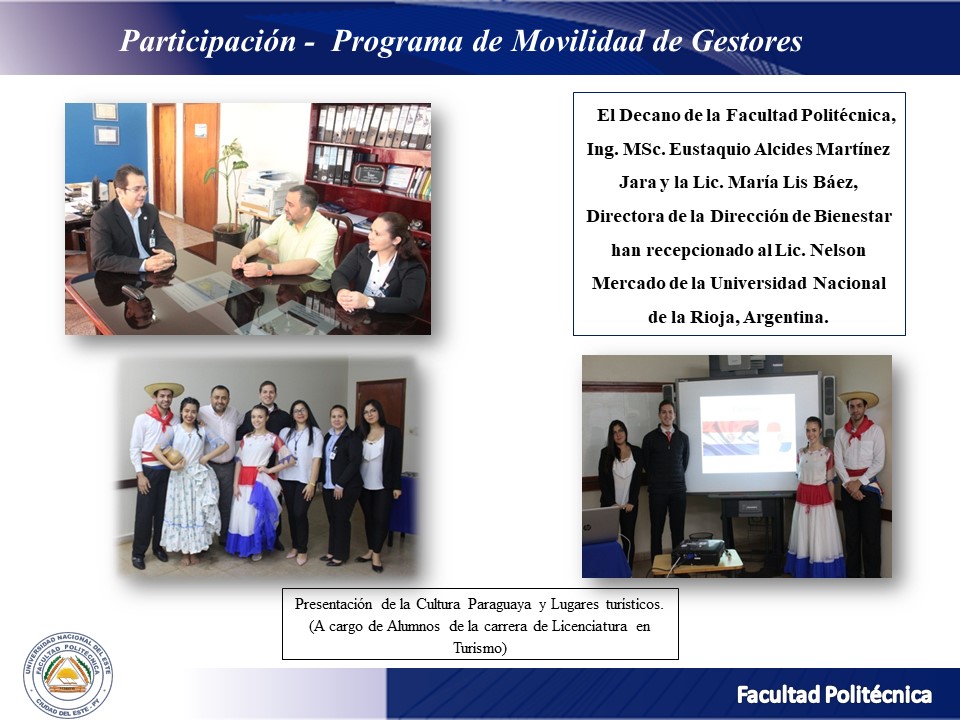 Participación - Programa de Movilidad de Gestores
El Decano de la Facultad Politécnica,
Ing. MSc. Eustaquio Alcides Martínez
Jara y la Lic. María Lis Báez,
Directora de la Dirección de Bienestar
han recepcionado al Lic. Nelson
Mercado de la Universidad Nacional
de la Rioja, Argentina.
Presentación de la Cultura Paraguaya y Lugares turísticos.
(A cargo de Alumnos de la carrera de Licenciatura en
Turismo)
UNIVERSIDAD NACIONAL DEL ESTE
FACULTAD POLITÉCNICA
CIUDAD DEL ESTE - PY
Facultad Politécnica